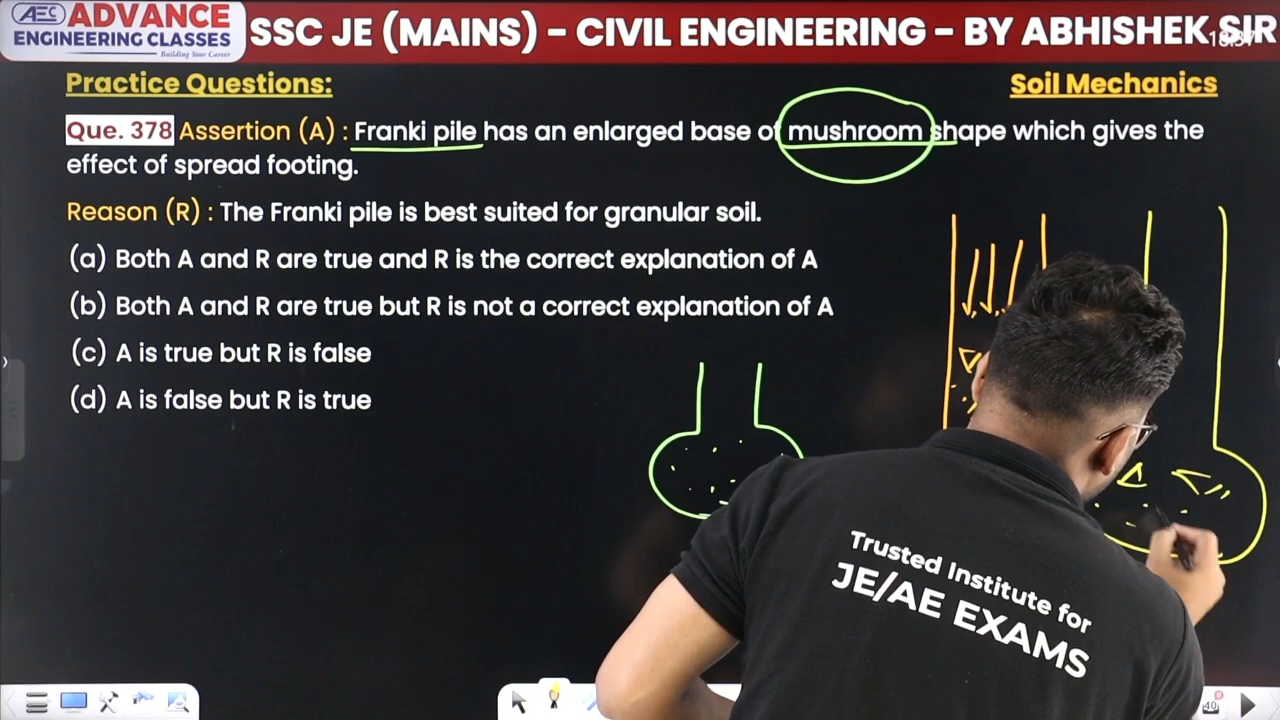 AEC ADVANCE
ENGINEERING CLASSES
Building Your Career
SSC JE (MAINS) - CIVIL ENGINEERING - BY ABHISHEK SIR
Practice Questions:
Soil Mechanics
Que. 378 Assertion (A) : Franki pile has an enlarged base of mushroom shape which gives the
effect of spread footing.
Reason (R) : The Franki pile is best suited for granular soil.
(a) Both A and R are true and R is the correct explanation of A
(b) Both A and R are true but R is not a correct explanation of A
(c) A is true but R is false
(d) A is false but R is true
Trusted Institute for
JE/AE EXAMS
40